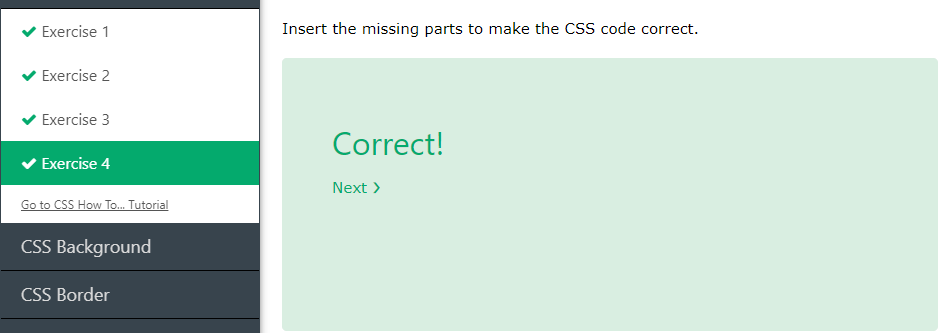 Exercise 1
Exercise 2
Exercise 3
Exercise 4
Go to CSS How To... Tutorial
CSS Background
CSS Border
Insert the missing parts to make the CSS code correct.
Correct!
Next ❯